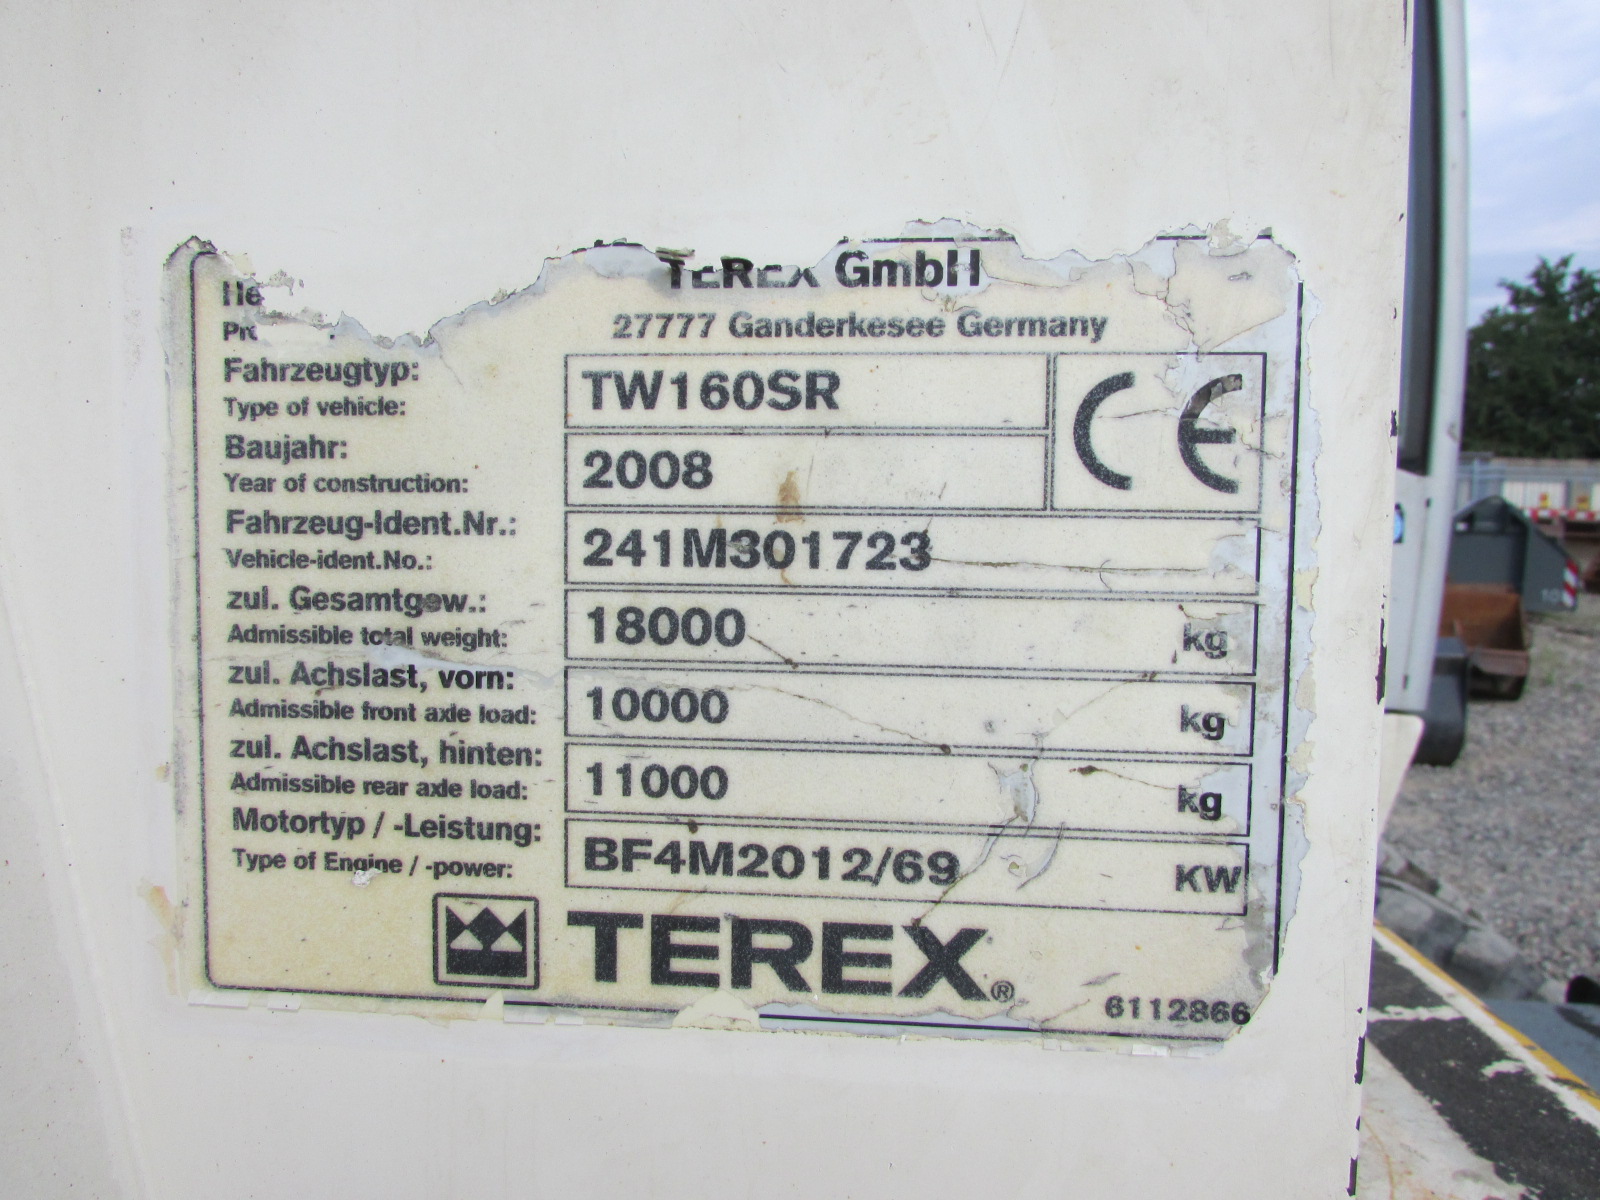 TEREX GmbH
27777 Ganderkesee Germany
Fahrzeugtyp:
Type of vehicle:
TW160SR
CE
Baujahr:
Year of construction:
2008
Fahrzeug-Ident.Nr.:
Vehicle-ident.No.:
241M301723
zul. Gesamtgew.:
Admissible total weight:
18000 kg
zul. Achslast, vorn:
Admissible front axle load:
10000 kg
zul. Achslast, hinten:
Admissible rear axle load:
11000 kg
Motortyp / -Leistung:
Type of Engine / -power:
BF4M2012/69 KW
TEREX®
6112866